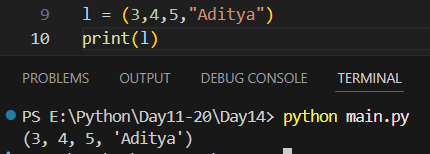 9 l = (3,4,5,"Aditya")
10 print(l)
PROBLEMS OUTPUT DEBUG CONSOLE TERMINAL
PS E:\Python\Day11-20\Day14> python main.py
(3, 4, 5, 'Aditya')